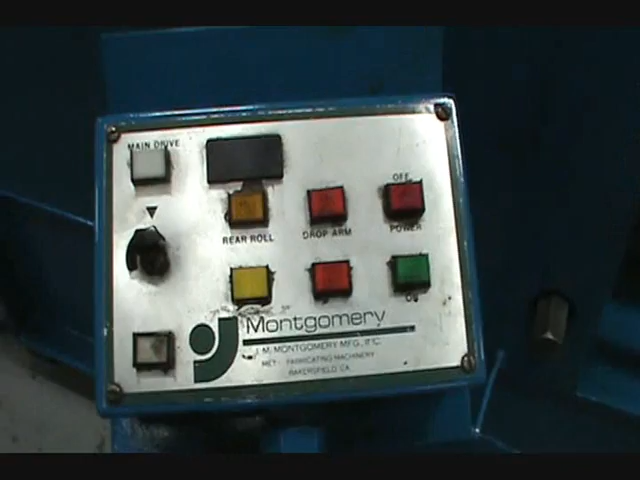 MAIN DRIVE
OFF
REAR ROLL
DROP ARM
POWER
ON
Montgomery
J. M. MONTGOMERY MFG., INC.
FABRICATING MACHINERY
BAKERSFIELD, CA.